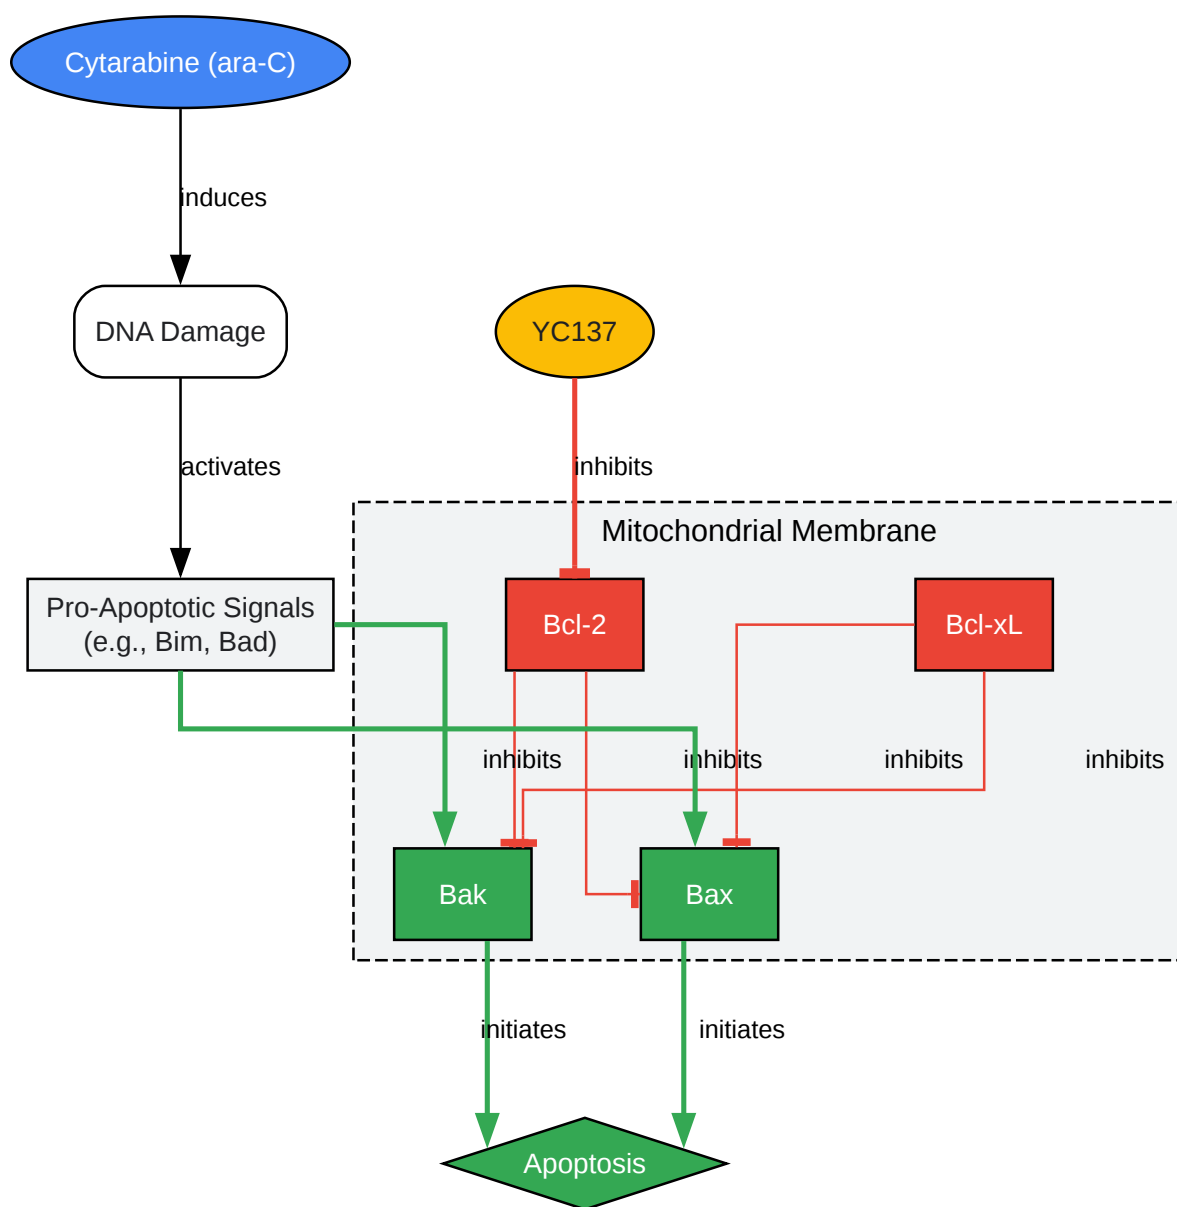 Cytarabine (ara-C)
induces
DNA Damage
YC137
activates
inhibits
Mitochondrial Membrane
Pro-Apoptotic Signals
(e.g., Bim, Bad)
Bcl-2
Bcl-xL
inhibits
inhibits
inhibits
inhibits
Bak
Bax
initiates
initiates
Apoptosis